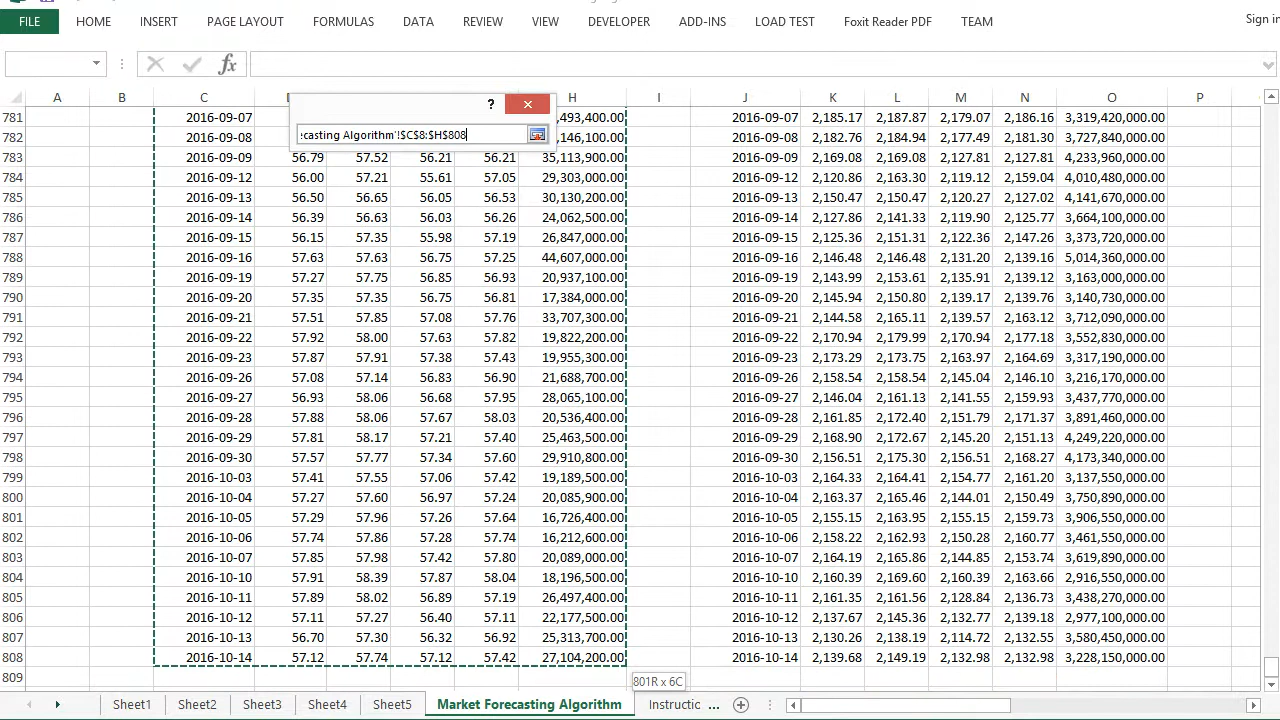 FILE HOME INSERT PAGE LAYOUT FORMULAS DATA REVIEW VIEW DEVELOPER ADD-INS LOAD TEST Foxit Reader PDF TEAM Sign in
fx
A B C H I J K L M N O P
?
:casting Algorithm'!$C$8:$H$808
781 2016-09-07 ,493,400.00 2016-09-07 2,185.17 2,187.87 2,179.07 2,186.16 3,319,420,000.00
782 2016-09-08 ,146,100.00 2016-09-08 2,182.76 2,184.94 2,177.49 2,181.30 3,727,840,000.00
783 2016-09-09 56.79 57.52 56.21 56.21 35,113,900.00 2016-09-09 2,169.08 2,169.08 2,127.81 2,127.81 4,233,960,000.00
784 2016-09-12 56.00 57.21 55.61 57.05 29,303,000.00 2016-09-12 2,120.86 2,163.30 2,119.12 2,159.04 4,010,480,000.00
785 2016-09-13 56.50 56.65 56.05 56.53 30,130,200.00 2016-09-13 2,150.47 2,150.47 2,120.27 2,127.02 4,141,670,000.00
786 2016-09-14 56.39 56.63 56.03 56.26 24,062,500.00 2016-09-14 2,127.86 2,141.33 2,119.90 2,125.77 3,664,100,000.00
787 2016-09-15 56.15 57.35 55.98 57.19 26,847,000.00 2016-09-15 2,125.36 2,151.31 2,122.36 2,147.26 3,373,720,000.00
788 2016-09-16 57.63 57.63 56.75 57.25 44,607,000.00 2016-09-16 2,146.48 2,146.48 2,131.20 2,139.16 5,014,360,000.00
789 2016-09-19 57.27 57.75 56.85 56.93 20,937,100.00 2016-09-19 2,143.99 2,153.61 2,135.91 2,139.12 3,163,000,000.00
790 2016-09-20 57.35 57.35 56.75 56.81 17,384,000.00 2016-09-20 2,145.94 2,150.80 2,139.17 2,139.76 3,140,730,000.00
791 2016-09-21 57.51 57.85 57.08 57.76 33,707,300.00 2016-09-21 2,144.58 2,165.11 2,139.57 2,163.12 3,712,090,000.00
792 2016-09-22 57.92 58.00 57.63 57.82 19,822,200.00 2016-09-22 2,170.94 2,179.99 2,170.94 2,177.18 3,552,830,000.00
793 2016-09-23 57.87 57.91 57.38 57.43 19,955,300.00 2016-09-23 2,173.29 2,173.75 2,163.97 2,164.69 3,317,190,000.00
794 2016-09-26 57.08 57.14 56.83 56.90 21,688,700.00 2016-09-26 2,158.54 2,158.54 2,145.04 2,146.10 3,216,170,000.00
795 2016-09-27 56.93 58.06 56.68 57.95 28,065,100.00 2016-09-27 2,146.04 2,161.13 2,141.55 2,159.93 3,437,770,000.00
796 2016-09-28 57.88 58.06 57.67 58.03 20,536,400.00 2016-09-28 2,161.85 2,172.40 2,151.79 2,171.37 3,891,460,000.00
797 2016-09-29 57.81 58.17 57.21 57.40 25,463,500.00 2016-09-29 2,168.90 2,172.67 2,145.20 2,151.13 4,249,220,000.00
798 2016-09-30 57.57 57.77 57.34 57.60 29,910,800.00 2016-09-30 2,156.51 2,175.30 2,156.51 2,168.27 4,173,340,000.00
799 2016-10-03 57.41 57.55 57.06 57.42 19,189,500.00 2016-10-03 2,164.33 2,164.41 2,154.77 2,161.20 3,137,550,000.00
800 2016-10-04 57.27 57.60 56.97 57.24 20,085,900.00 2016-10-04 2,163.37 2,165.46 2,144.01 2,150.49 3,750,890,000.00
801 2016-10-05 57.29 57.96 57.26 57.64 16,726,400.00 2016-10-05 2,155.15 2,163.95 2,155.15 2,159.73 3,906,550,000.00
802 2016-10-06 57.74 57.86 57.28 57.74 16,212,600.00 2016-10-06 2,158.22 2,162.93 2,150.28 2,160.77 3,461,550,000.00
803 2016-10-07 57.85 57.98 57.42 57.80 20,089,000.00 2016-10-07 2,164.19 2,165.86 2,144.85 2,153.74 3,619,890,000.00
804 2016-10-10 57.91 58.39 57.87 58.04 18,196,500.00 2016-10-10 2,160.39 2,169.60 2,160.39 2,163.66 2,916,550,000.00
805 2016-10-11 57.89 58.02 56.89 57.19 26,497,400.00 2016-10-11 2,161.35 2,161.56 2,128.84 2,136.73 3,438,270,000.00
806 2016-10-12 57.11 57.27 56.40 57.11 22,177,500.00 2016-10-12 2,137.67 2,145.36 2,132.77 2,139.18 2,977,100,000.00
807 2016-10-13 56.70 57.30 56.32 56.92 25,313,700.00 2016-10-13 2,130.26 2,138.19 2,114.72 2,132.55 3,580,450,000.00
808 2016-10-14 57.12 57.74 57.12 57.42 27,104,200.00 2016-10-14 2,139.68 2,149.19 2,132.98 2,132.98 3,228,150,000.00
809
801R x 6C
Sheet1 Sheet2 Sheet3 Sheet4 Sheet5 Market Forecasting Algorithm Instructic ...